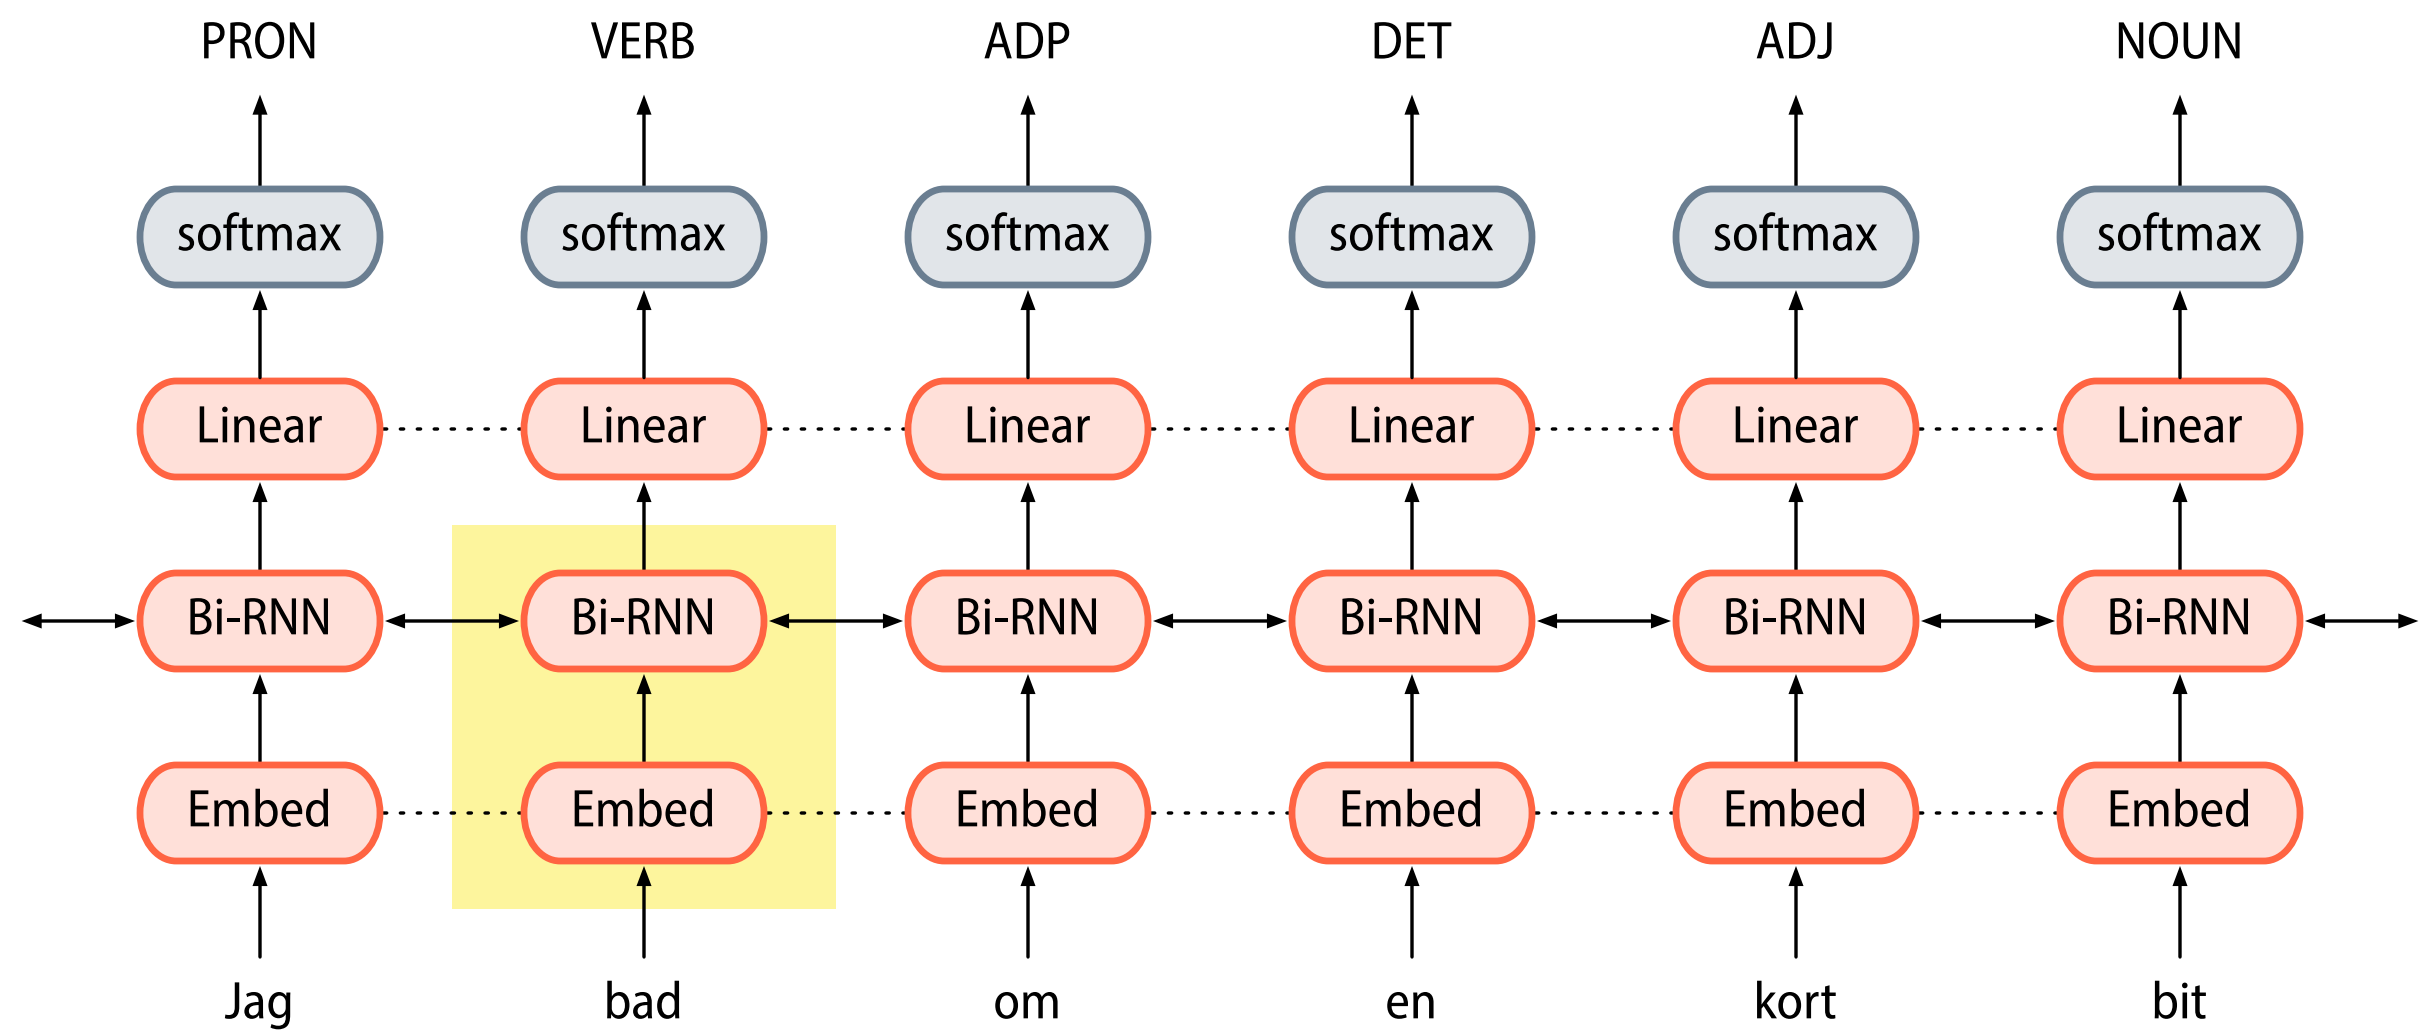 PRON VERB ADP DET ADJ NOUN
softmax softmax softmax softmax softmax softmax
Linear Linear Linear Linear Linear Linear
Bi-RNN Bi-RNN Bi-RNN Bi-RNN Bi-RNN Bi-RNN
Embed Embed Embed Embed Embed Embed
Jag bad om en kort bit